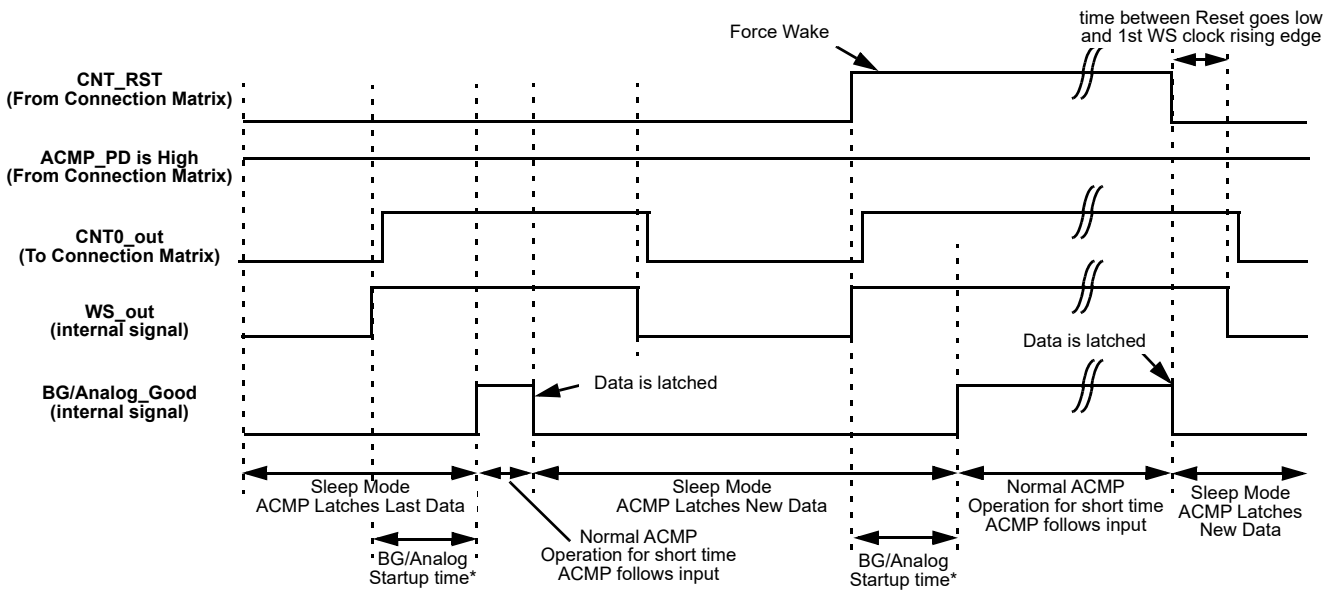 time between Reset goes low
and 1st WS clock rising edge
Force Wake
CNT_RST
(From Connection Matrix)
ACMP_PD is High
(From Connection Matrix)
CNT0_out
(To Connection Matrix)
WS_out
(internal signal)
Data is latched
BG/Analog_Good
(internal signal)
Data is latched
Sleep Mode
ACMP Latches Last Data
Sleep Mode
ACMP Latches New Data
Normal ACMP
Operation for short time
ACMP follows input
Sleep Mode
ACMP Latches
New Data
BG/Analog
Startup time*
Normal ACMP
Operation for short time
ACMP follows input
BG/Analog
Startup time*